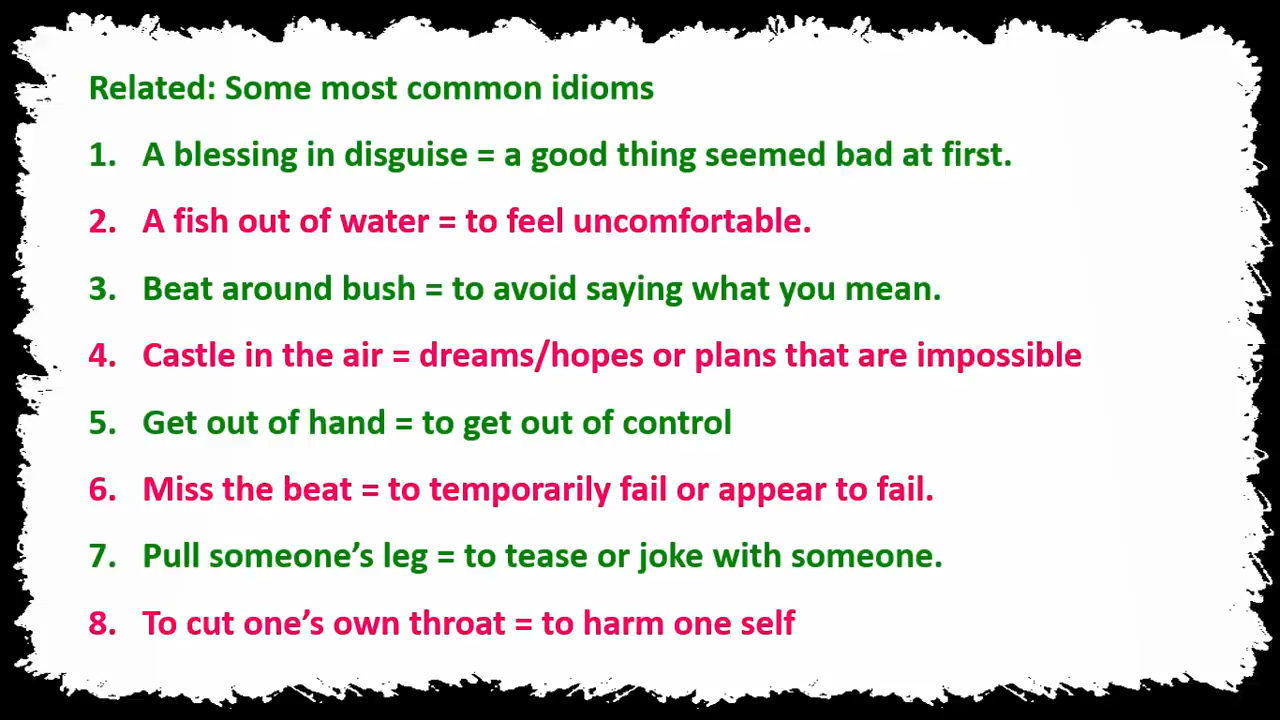 Related: Some most common idioms
1. A blessing in disguise = a good thing seemed bad at first.
2. A fish out of water = to feel uncomfortable.
3. Beat around bush = to avoid saying what you mean.
4. Castle in the air = dreams/hopes or plans that are impossible
5. Get out of hand = to get out of control
6. Miss the beat = to temporarily fail or appear to fail.
7. Pull someone’s leg = to tease or joke with someone.
8. To cut one’s own throat = to harm one self